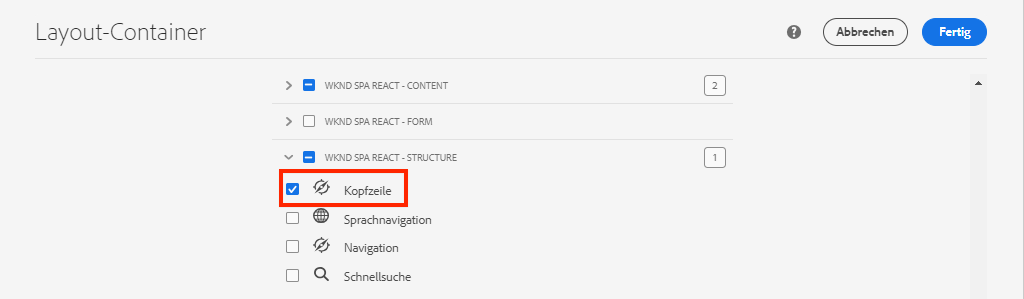 Layout-Container
?
Abbrechen
Fertig
WKND SPA REACT - CONTENT
2
WKND SPA REACT - FORM
WKND SPA REACT - STRUCTURE
1
Kopfzeile
Sprachnavigation
Navigation
Schnellsuche